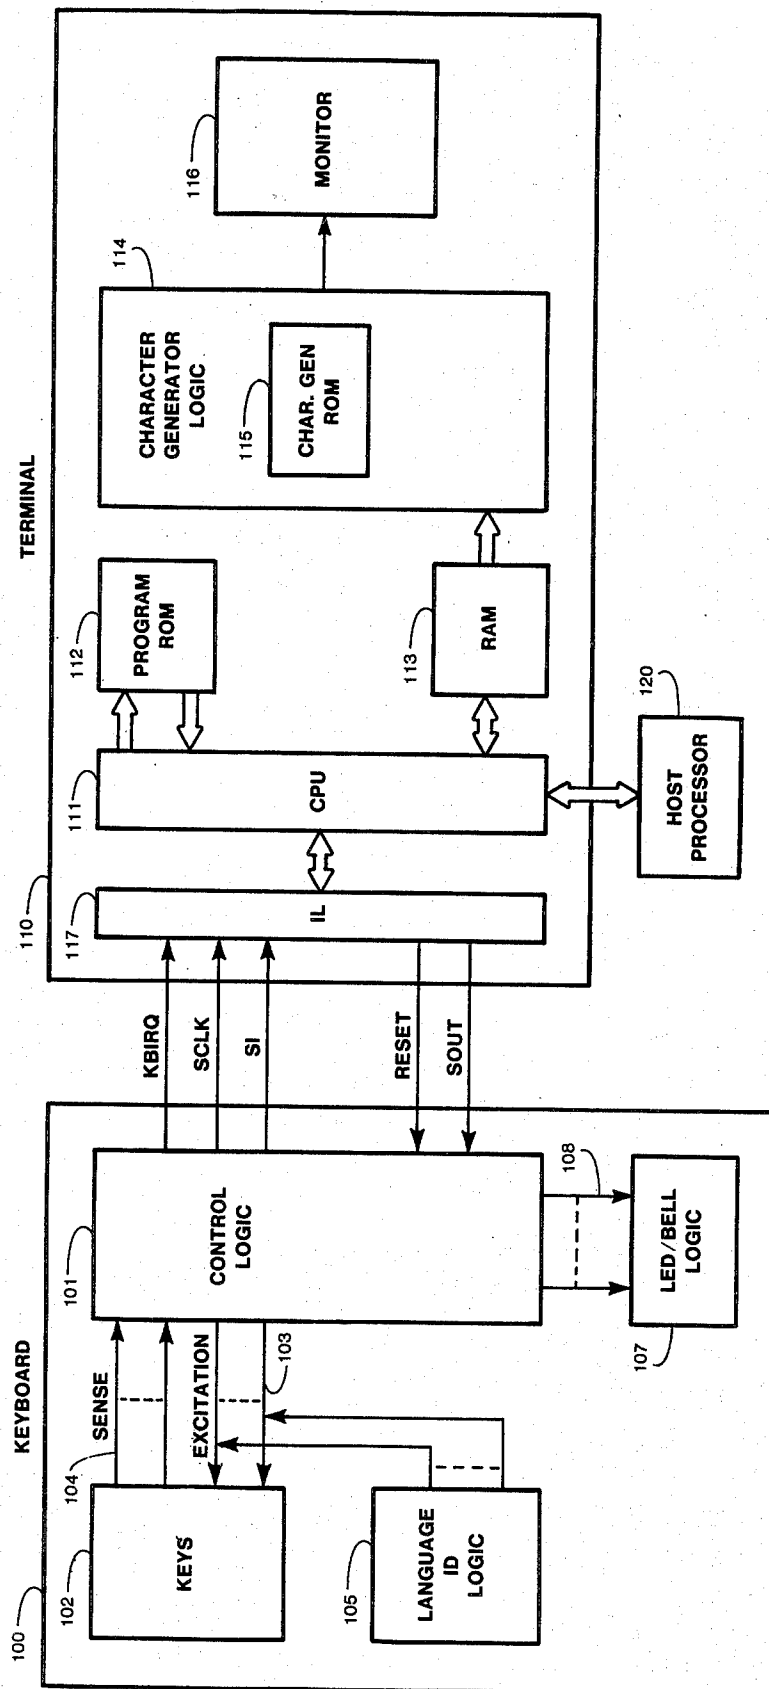 KEYBOARD
TERMINAL
100
102
KEYS
104
SENSE
EXCITATION
103
105
LANGUAGE
ID
LOGIC
101
CONTROL
LOGIC
108
107
LED/BELL
LOGIC
KBIRQ
SCLK
SI
RESET
SOUT
110
117
IL
111
CPU
112
PROGRAM
ROM
113
RAM
114
CHARACTER
GENERATOR
LOGIC
115
CHAR. GEN
ROM
116
MONITOR
120
HOST
PROCESSOR